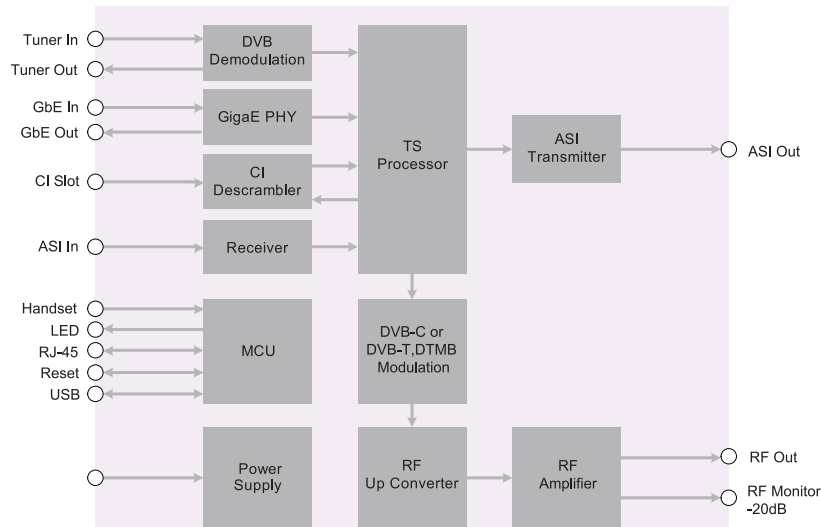 Tuner In
Tuner Out
GbE In
GbE Out
CI Slot
ASI In
Handset
LED
RJ-45
Reset
USB
DVB
Demodulation
GigaE PHY
CI
Descrambler
Receiver
MCU
Power
Supply
TS
Processor
DVB-C or
DVB-T,DTMB
Modulation
RF
Up Converter
ASI
Transmitter
RF
Amplifier
ASI Out
RF Out
RF Monitor
-20dB